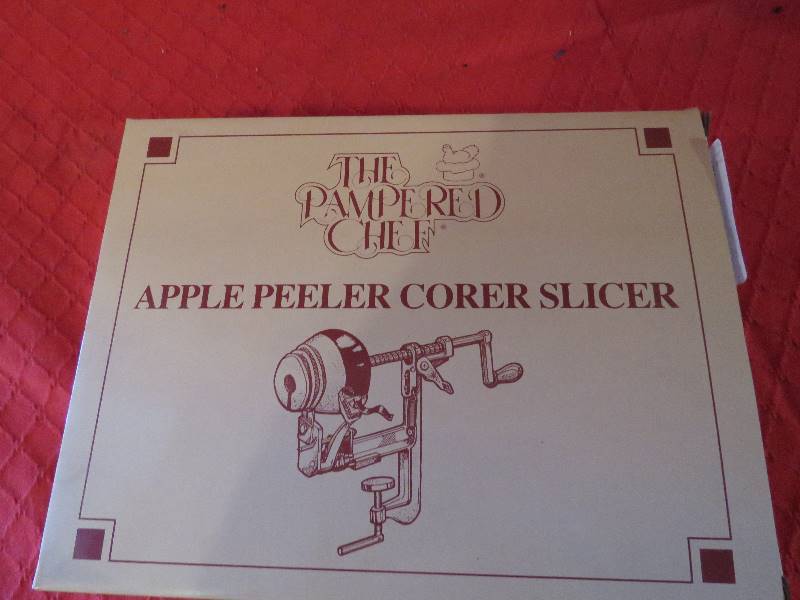 THE
PAMPERED
CHEF®
®
APPLE PEELER CORER SLICER